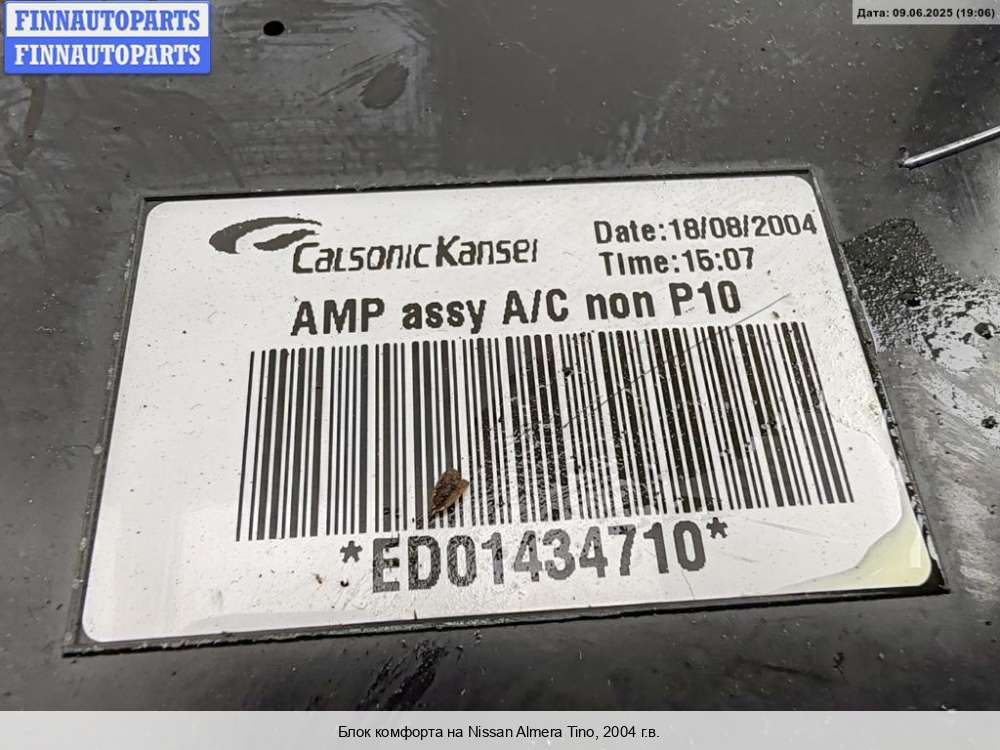 FINNAUTOPARTS
FINNAUTOPARTS
Дата: 09.06.2025 (19:06)
CalsonicKansei
Date:18/08/2004
Time:15:07
AMP assy A/C non P10
*ED01434710*
Блок комфорта на Nissan Almera Tino, 2004 г.в.